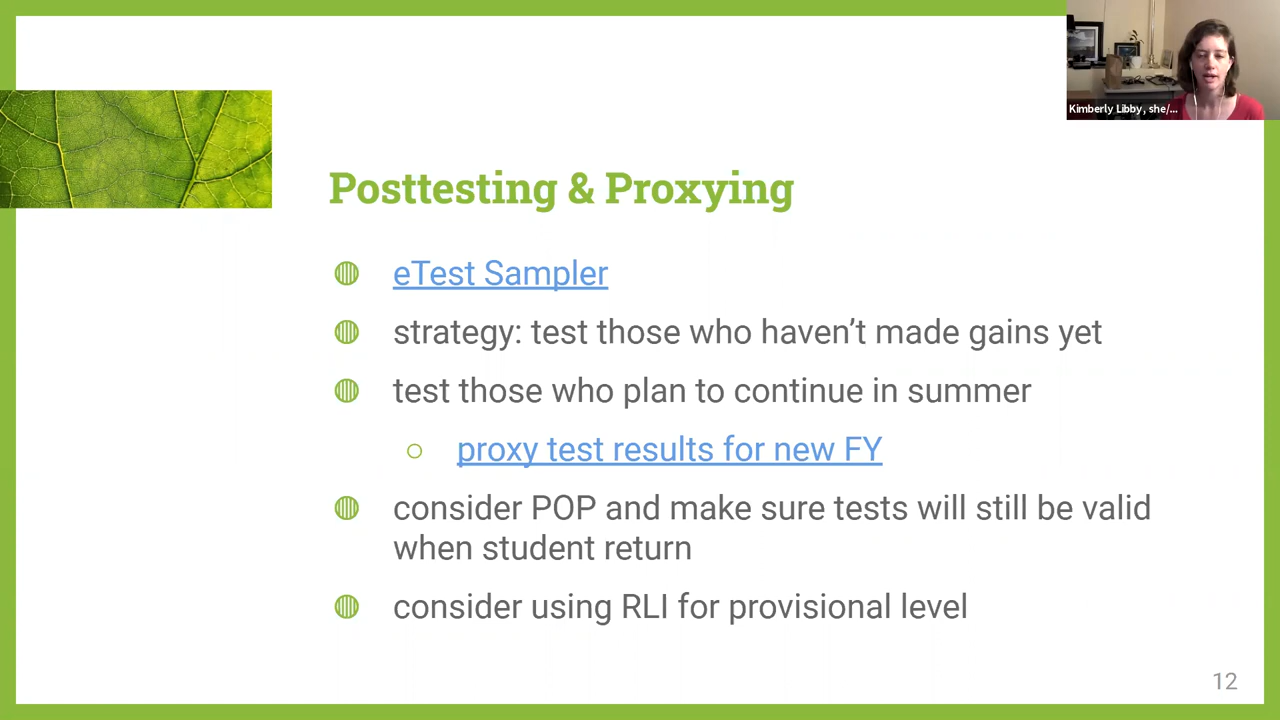 Kimberly Libby, she/...
Posttesting & Proxying
eTest Sampler
strategy: test those who haven't made gains yet
test those who plan to continue in summer
proxy test results for new FY
consider POP and make sure tests will still be valid
when student return
consider using RLI for provisional level
12